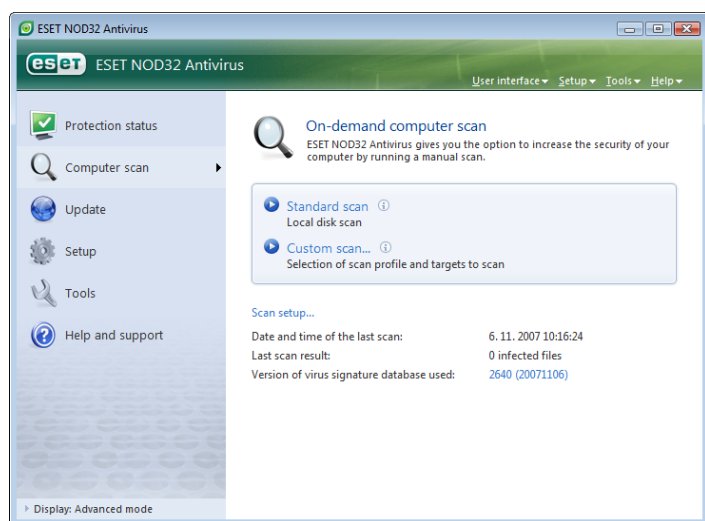 ESET NOD32 Antivirus
eset ESET NOD32 Antivirus
User interface Setup Tools Help
Protection status
Computer scan
Update
Setup
Tools
Help and support
Display: Advanced mode
On-demand computer scan
ESET NOD32 Antivirus gives you the option to increase the security of your
computer by running a manual scan.
Standard scan
Local disk scan
Custom scan...
Selection of scan profile and targets to scan
Scan setup...
Date and time of the last scan: 6. 11. 2007 10:16:24
Last scan result: 0 infected files
Version of virus signature database used: 2640 (20071106)